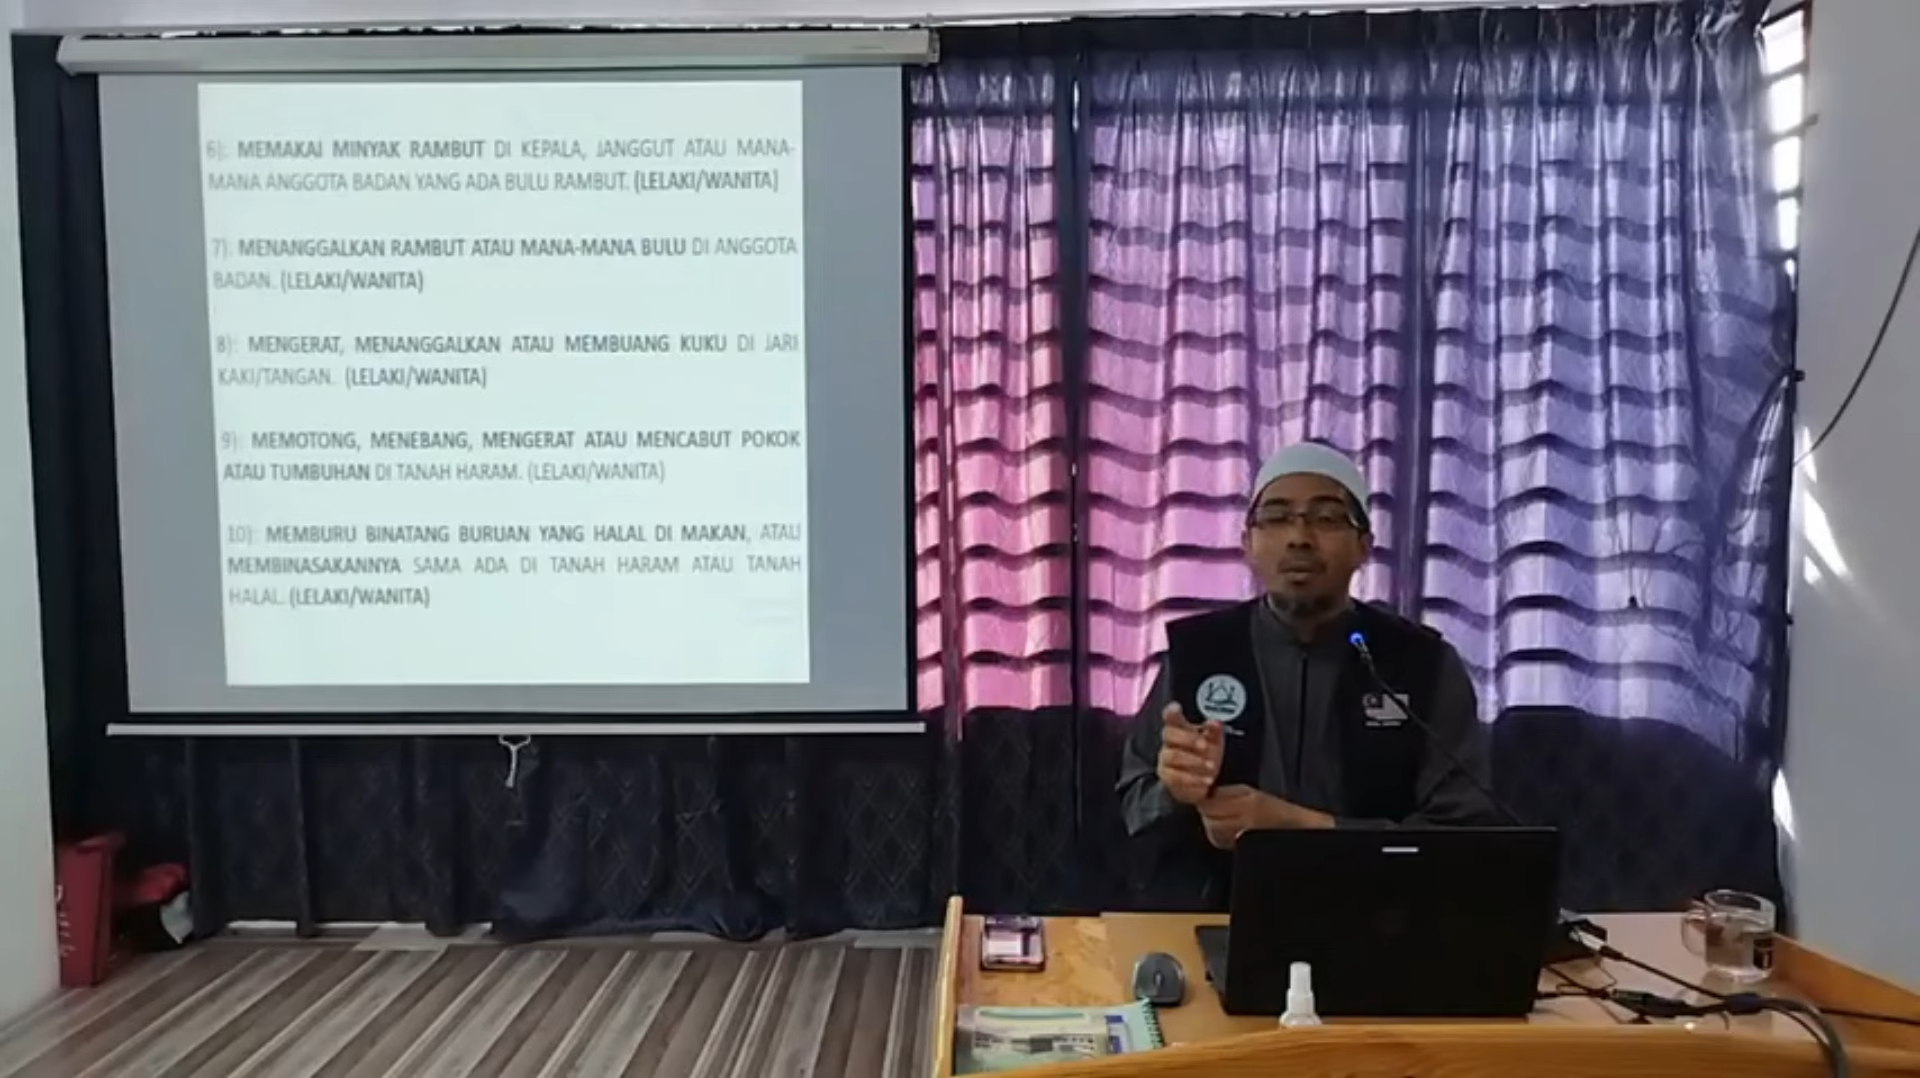 6): MEMAKAI MINYAK RAMBUT DI KEPALA, JANGGUT ATAU MANA-
MANA ANGGOTA BADAN YANG ADA BULU RAMBUT. (LELAKI/WANITA)
7): MENANGGALKAN RAMBUT ATAU MANA-MANA BULU DI ANGGOTA
BADAN. (LELAKI/WANITA)
8): MENGERAT, MENANGGALKAN ATAU MEMBUANG KUKU DI JARI
KAKI/TANGAN. (LELAKI/WANITA)
9): MEMOTONG, MENEBANG, MENGERAT ATAU MENCABUT POKOK
ATAU TUMBUHAN DI TANAH HARAM. (LELAKI/WANITA)
10): MEMBURU BINATANG BURUAN YANG HALAL DI MAKAN, ATAU
MEMBINASAKANNYA SAMA ADA DI TANAH HARAM ATAU TANAH
HALAL. (LELAKI/WANITA)